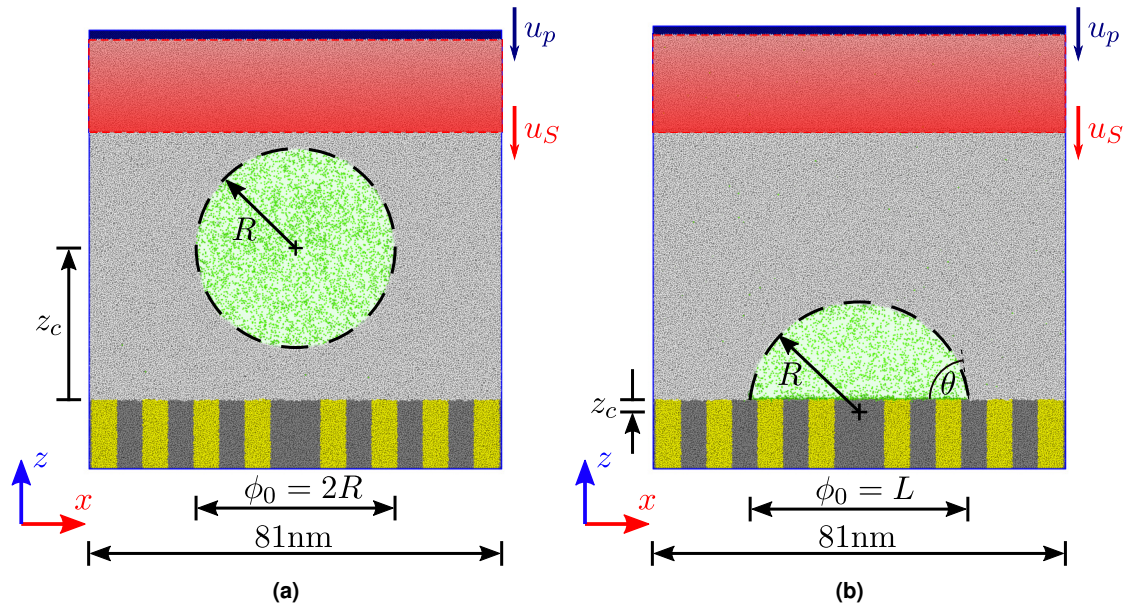 u_p
u_S
R
z_c
z
x
ϕ_0 = 2R
81nm
(a)
u_p
u_S
R
θ
z_c
z
x
ϕ_0 = L
81nm
(b)